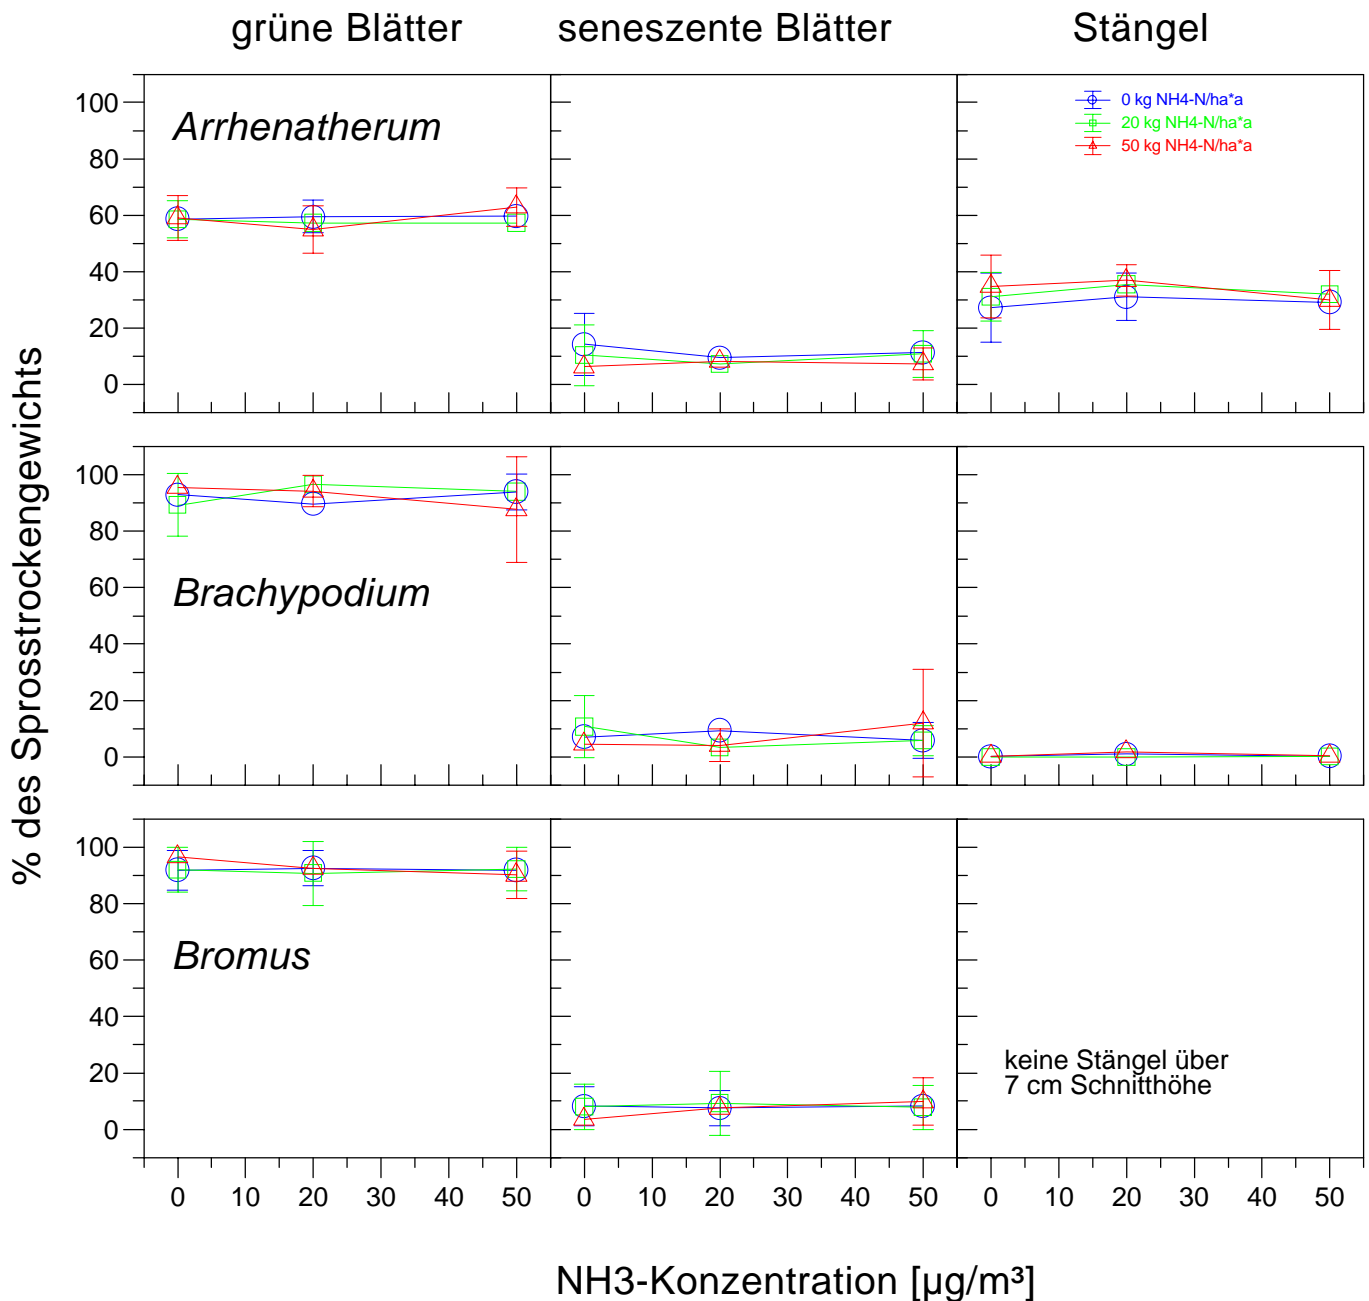 grüne Blätter
seneszente Blätter
Stängel
% des Sprosstrockengewichts
100
80
60
40
20
0
Arrhenatherum
0 kg NH4-N/ha*a
20 kg NH4-N/ha*a
50 kg NH4-N/ha*a
100
80
60
40
20
0
Brachypodium
100
80
60
40
20
0
Bromus
keine Stängel über
7 cm Schnitthöhe
0 10 20 30 40 50
0 10 20 30 40 50
0 10 20 30 40 50
NH3-Konzentration [µg/m³]